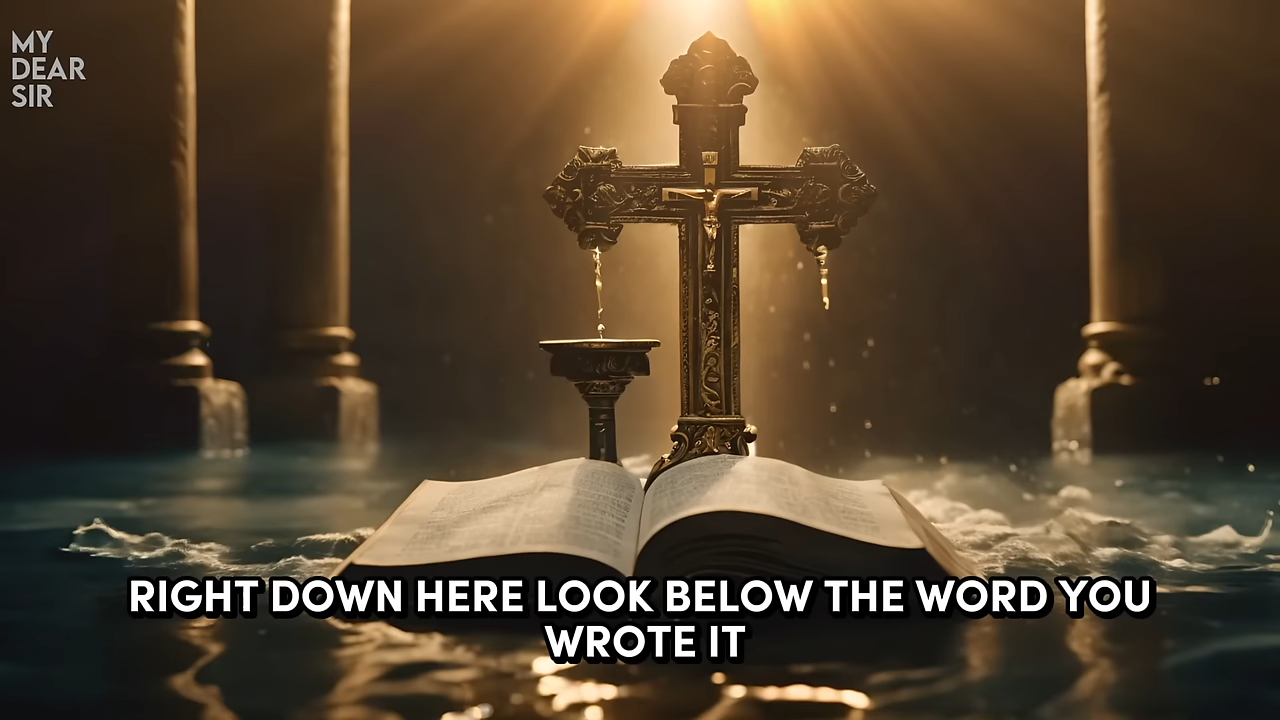 MY
DEAR
SIR
RIGHT DOWN HERE LOOK BELOW THE WORD YOU
WROTE IT